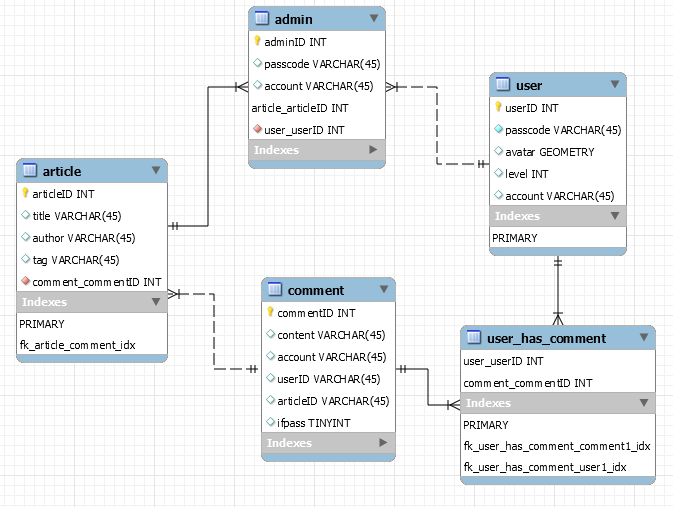 admin
adminID INT
passcode VARCHAR(45)
account VARCHAR(45)
article_articleID INT
user_userID INT
Indexes
user
userID INT
passcode VARCHAR(45)
avatar GEOMETRY
level INT
account VARCHAR(45)
Indexes
PRIMARY
article
articleID INT
title VARCHAR(45)
author VARCHAR(45)
tag VARCHAR(45)
comment_commentID INT
Indexes
PRIMARY
fk_article_comment_idx
comment
commentID INT
content VARCHAR(45)
account VARCHAR(45)
userID VARCHAR(45)
articleID VARCHAR(45)
ifpass TINYINT
Indexes
user_has_comment
user_userID INT
comment_commentID INT
Indexes
PRIMARY
fk_user_has_comment_comment1_idx
fk_user_has_comment_user1_idx